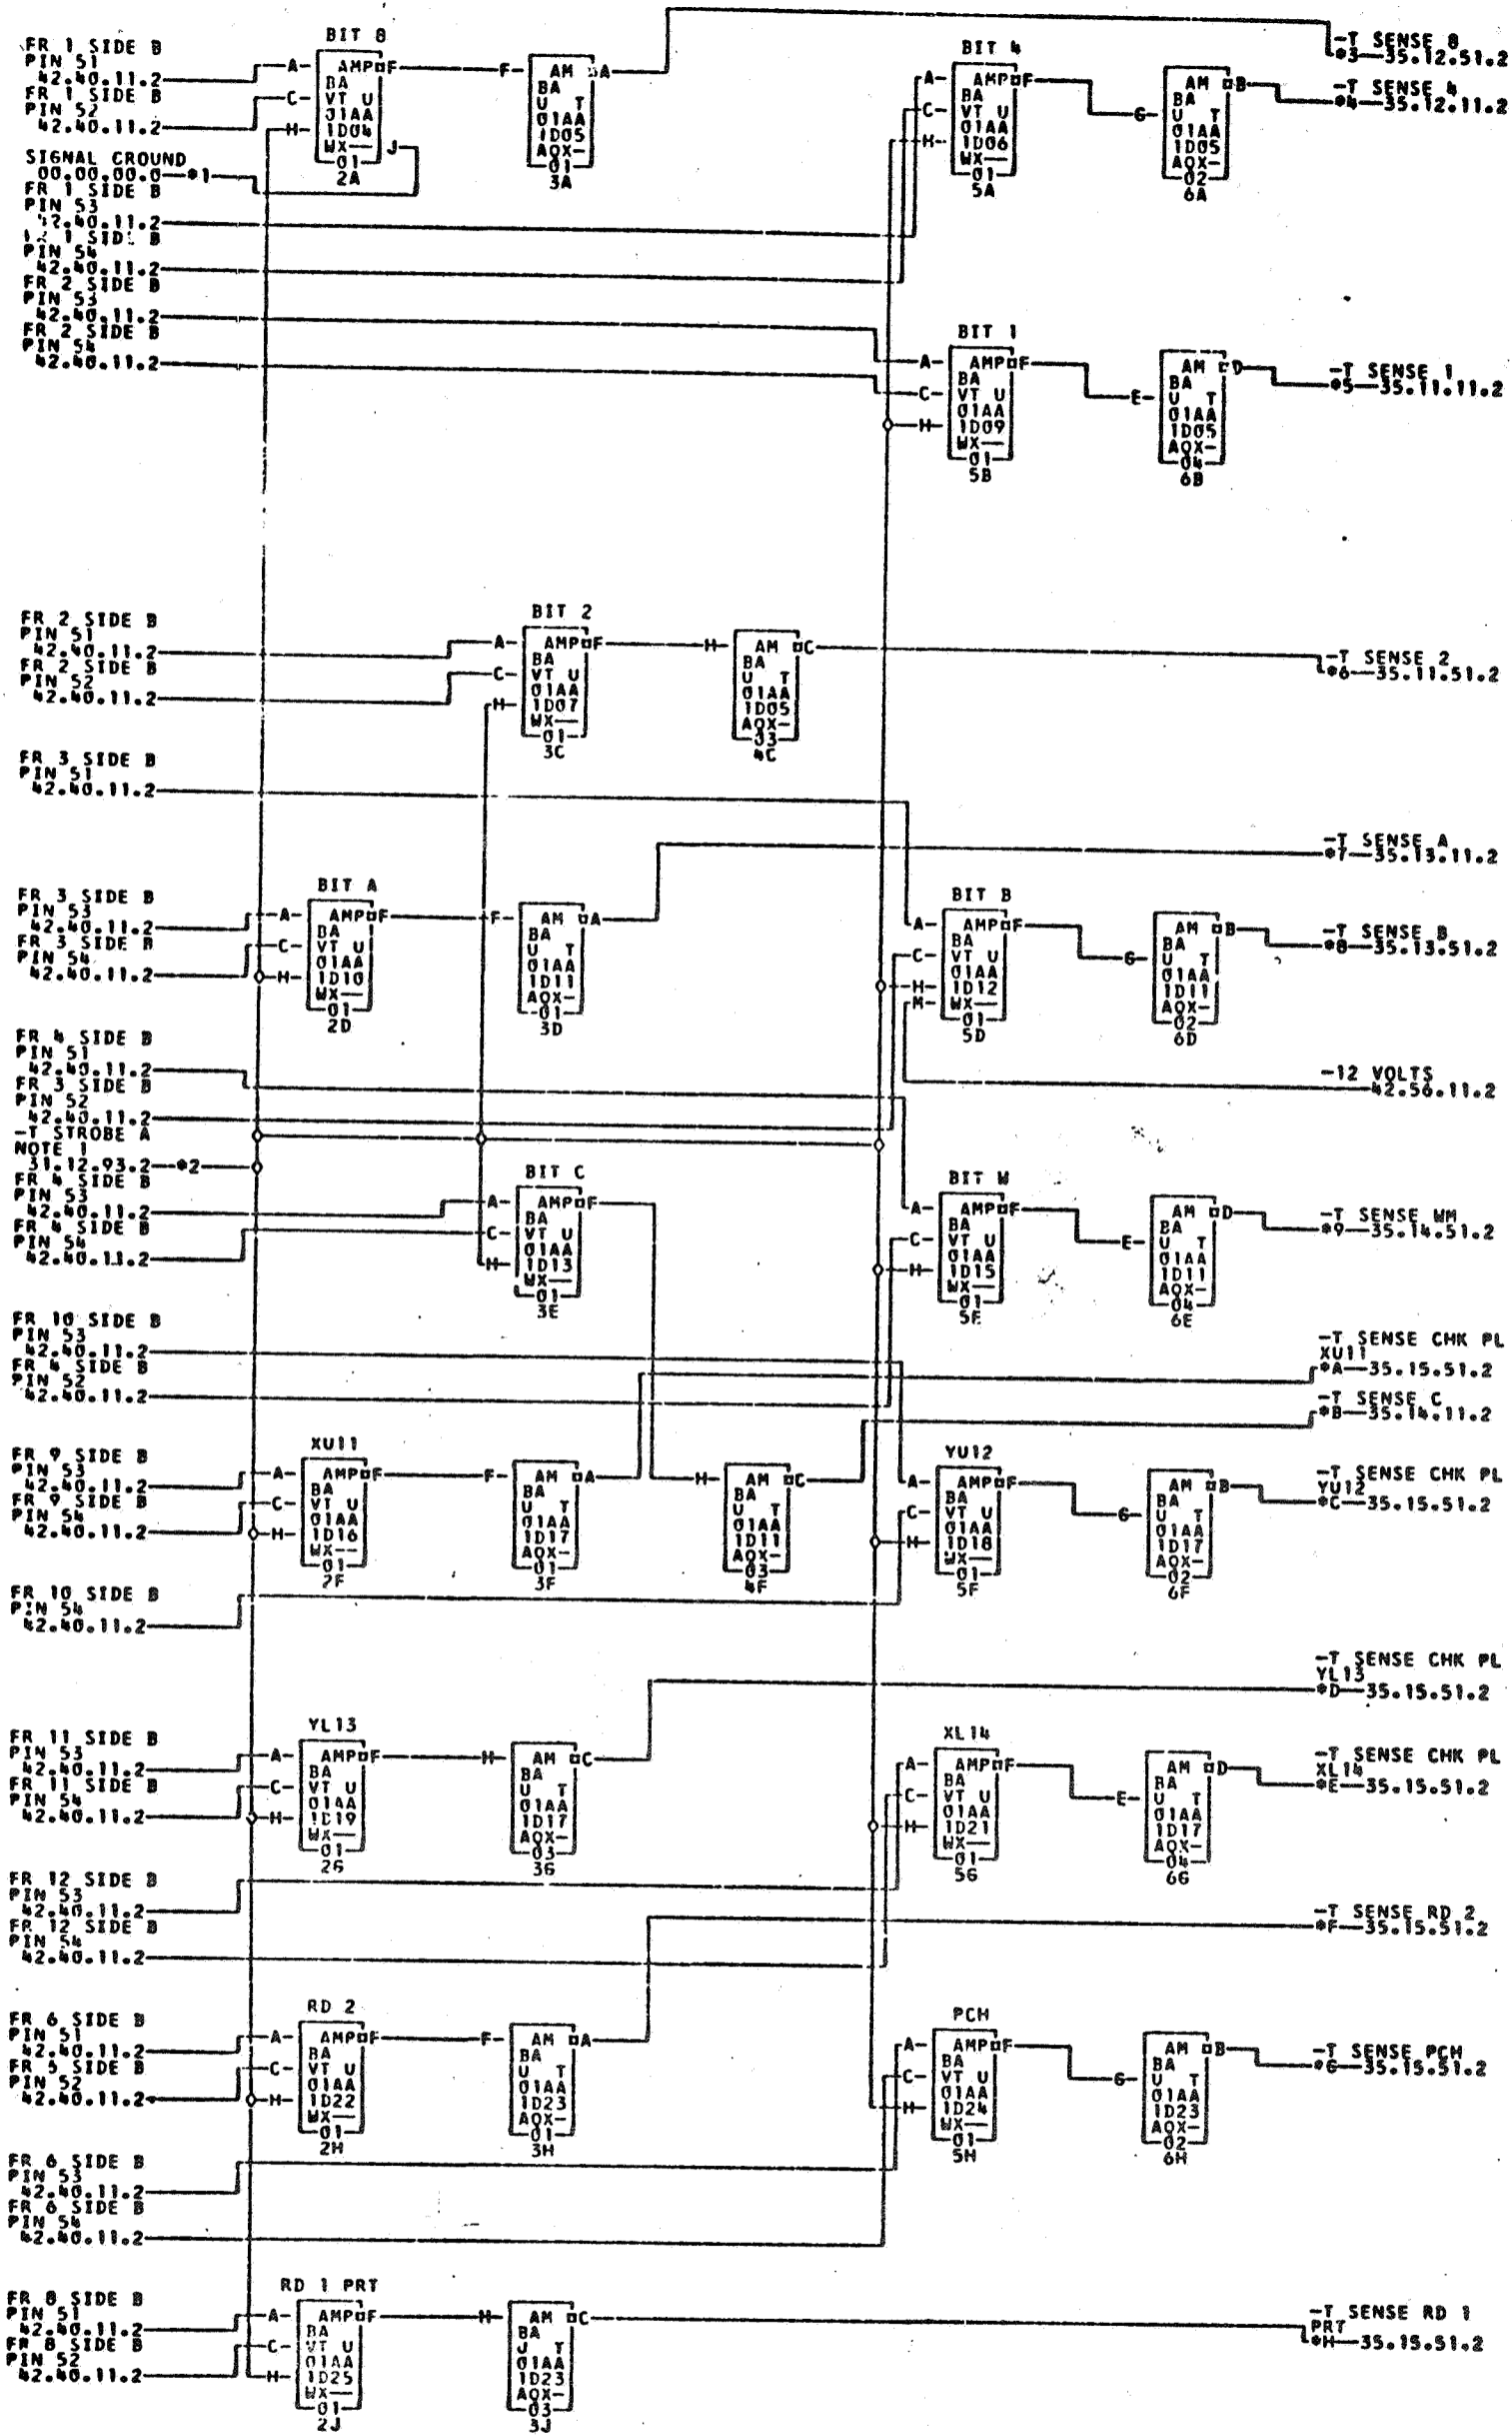 FR 1 SIDE B
PIN 51
42.40.11.2
FR 1 SIDE B
PIN 52
42.40.11.2
SIGNAL GROUND
00.00.00.0—*1
FR 1 SIDE B
PIN 53
42.40.11.2
1 SIDE B
PIN 54
42.40.11.2
FR 2 SIDE B
PIN 53
42.40.11.2
FR 2 SIDE B
PIN 54
42.40.11.2
BIT 8
A- AMP F
BA
C- VT U
01AA
H- 1D04
WX— J
01
2A
F- AM A
BA
U T
01AA
1D05
AQX-
01
3A
BIT 4
A- AMP F
BA
C- VT U
01AA
H- 1D06
WX—
01
5A
AM B
BA
G- U T
01AA
1D05
AQX-
02
6A
-T SENSE 8
*3—35.12.51.2
-T SENSE 4
*4—35.12.11.2
BIT 1
A- AMP F
BA
C- VT U
01AA
H- 1D09
WX—
01
5B
AM D
BA
E- U T
01AA
1D05
AQX-
04
6B
-T SENSE 1
*5—35.11.11.2
FR 2 SIDE B
PIN 51
42.40.11.2
FR 2 SIDE B
PIN 52
42.40.11.2
BIT 2
A- AMP F
BA
C- VT U
01AA
H- 1D07
WX—
01
3C
H- AM C
BA
U T
01AA
1D05
AQX-
03
4C
-T SENSE 2
*6—35.11.51.2
FR 3 SIDE B
PIN 51
42.40.11.2
-T SENSE A
*7—35.13.11.2
FR 3 SIDE B
PIN 53
42.40.11.2
FR 3 SIDE B
PIN 54
42.40.11.2
BIT A
A- AMP F
BA
C- VT U
01AA
H- 1D10
WX—
01
2D
F- AM A
BA
U T
01AA
1D11
AQX-
01
3D
BIT B
A- AMP F
BA
C- VT U
01AA
H- 1D12
M- WX—
01
5D
AM B
BA
G- U T
01AA
1D11
AQX-
02
6D
-T SENSE B
*8—35.13.51.2
-12 VOLTS
42.56.11.2
FR 4 SIDE B
PIN 51
42.40.11.2
FR 3 SIDE B
PIN 52
42.40.11.2
-T STROBE A
NOTE 1
31.12.93.2—*2
FR 4 SIDE B
PIN 53
42.40.11.2
FR 4 SIDE B
PIN 54
42.40.11.2
BIT C
A- AMP F
BA
C- VT U
01AA
H- 1D13
WX—
01
3E
BIT W
A- AMP F
BA
C- VT U
01AA
H- 1D15
WX—
01
5E
AM D
BA
E- U T
01AA
1D11
AQX-
04
6E
-T SENSE WM
*9—35.14.51.2
FR 10 SIDE B
PIN 53
42.40.11.2
FR 4 SIDE B
PIN 52
42.40.11.2
-T SENSE CHK PL
XU11
*A—35.15.51.2
-T SENSE C
*B—35.14.11.2
FR 9 SIDE B
PIN 53
42.40.11.2
FR 9 SIDE B
PIN 54
42.40.11.2
XU11
A- AMP F
BA
C- VT U
01AA
H- 1D16
WX—
01
2F
F- AM A
BA
U T
01AA
1D17
AQX-
01
3F
H- AM C
BA
U T
01AA
1D11
AQX-
03
4F
YU12
A- AMP F
BA
C- VT U
01AA
H- 1D18
WX—
01
5F
AM B
BA
G- U T
01AA
1D17
AQX-
02
6F
-T SENSE CHK PL
YU12
*C—35.15.51.2
FR 10 SIDE B
PIN 54
42.40.11.2
-T SENSE CHK PL
YL13
*D—35.15.51.2
FR 11 SIDE B
PIN 53
42.40.11.2
FR 11 SIDE B
PIN 54
42.40.11.2
YL13
A- AMP F
BA
C- VT U
01AA
H- 1D19
WX—
01
2G
H- AM C
BA
U T
01AA
1D17
AQX-
03
3G
XL14
A- AMP F
BA
C- VT U
01AA
H- 1D21
WX—
01
5G
AM D
BA
E- U T
01AA
1D17
AQX-
04
6G
-T SENSE CHK PL
XL14
*E—35.15.51.2
FR 12 SIDE B
PIN 53
42.40.11.2
FR 12 SIDE B
PIN 54
42.40.11.2
-T SENSE RD 2
*F—35.15.51.2
FR 6 SIDE B
PIN 51
42.40.11.2
FR 5 SIDE B
PIN 52
42.40.11.2
RD 2
A- AMP F
BA
C- VT U
01AA
H- 1D22
WX—
01
2H
F- AM A
BA
U T
01AA
1D23
AQX-
01
3H
PCH
A- AMP F
BA
C- VT U
01AA
H- 1D24
WX—
01
5H
AM B
BA
G- U T
01AA
1D23
AQX-
02
6H
-T SENSE PCH
*G—35.15.51.2
FR 6 SIDE B
PIN 53
42.40.11.2
FR 6 SIDE B
PIN 54
42.40.11.2
FR 8 SIDE B
PIN 51
42.40.11.2
FR 8 SIDE B
PIN 52
42.40.11.2
RD 1 PRT
A- AMP F
BA
C- VT U
01AA
H- 1D25
WX—
01
2J
H- AM C
BA
T
01AA
1D23
AQX-
03
3J
-T SENSE RD 1
PRT
*H—35.15.51.2